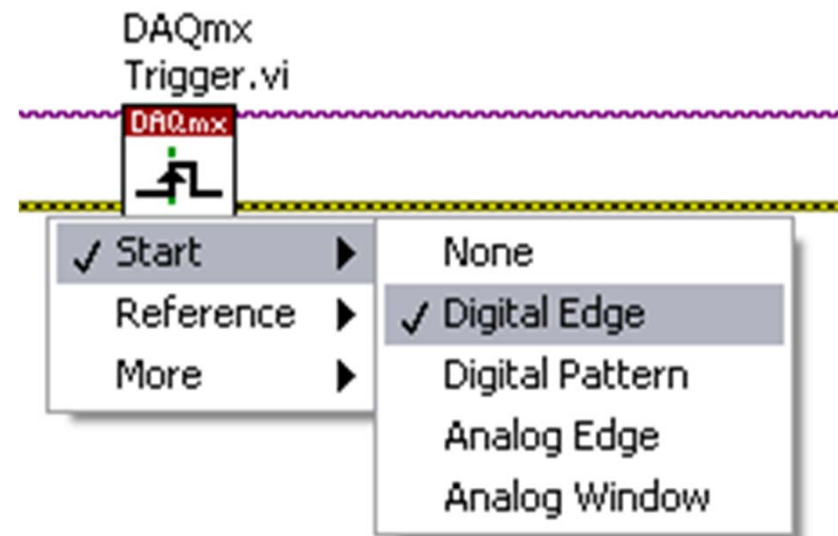 DAQmx
Trigger.vi
DAQmx
✓ Start
Reference
More
None
✓ Digital Edge
Digital Pattern
Analog Edge
Analog Window